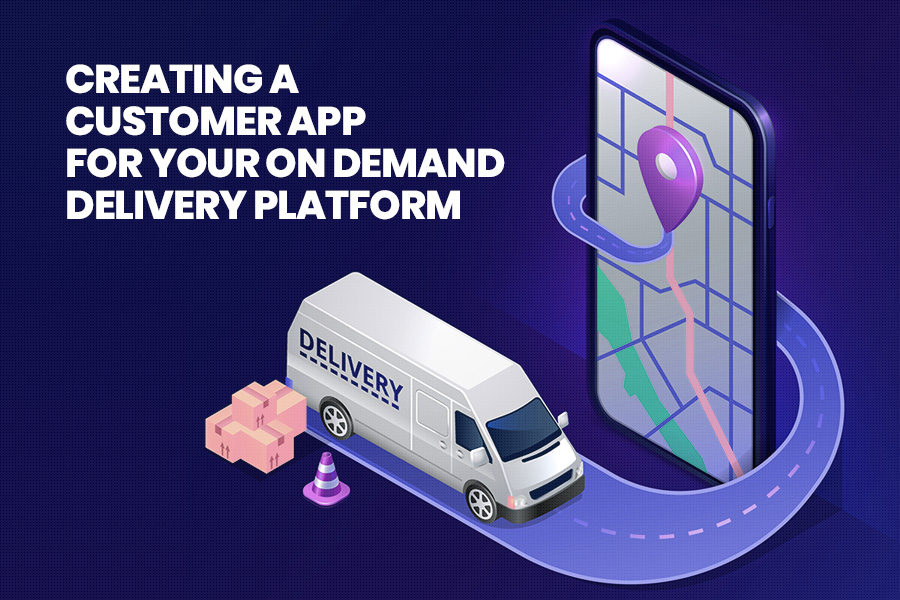 CREATING A
CUSTOMER APP
FOR YOUR ON DEMAND
DELIVERY PLATFORM
DELIVERY